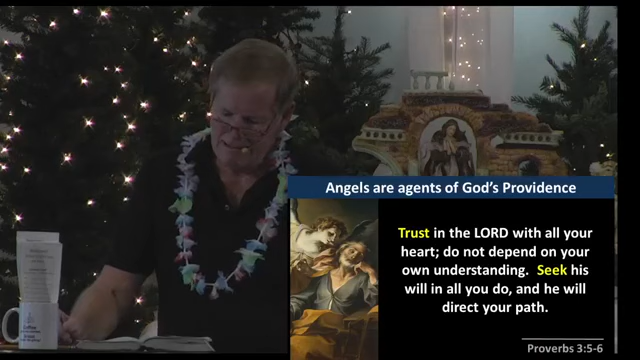 Angels are agents of God's Providence
Trust in the LORD with all your
heart; do not depend on your
own understanding.  Seek his
will in all you do, and he will
direct your path.
Proverbs 3:5-6